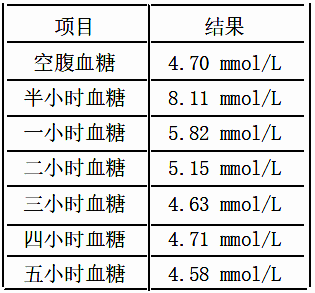 项目 结果
空腹血糖 4.70 mmol/L
半小时血糖 8.11 mmol/L
一小时血糖 5.82 mmol/L
二小时血糖 5.15 mmol/L
三小时血糖 4.63 mmol/L
四小时血糖 4.71 mmol/L
五小时血糖 4.58 mmol/L